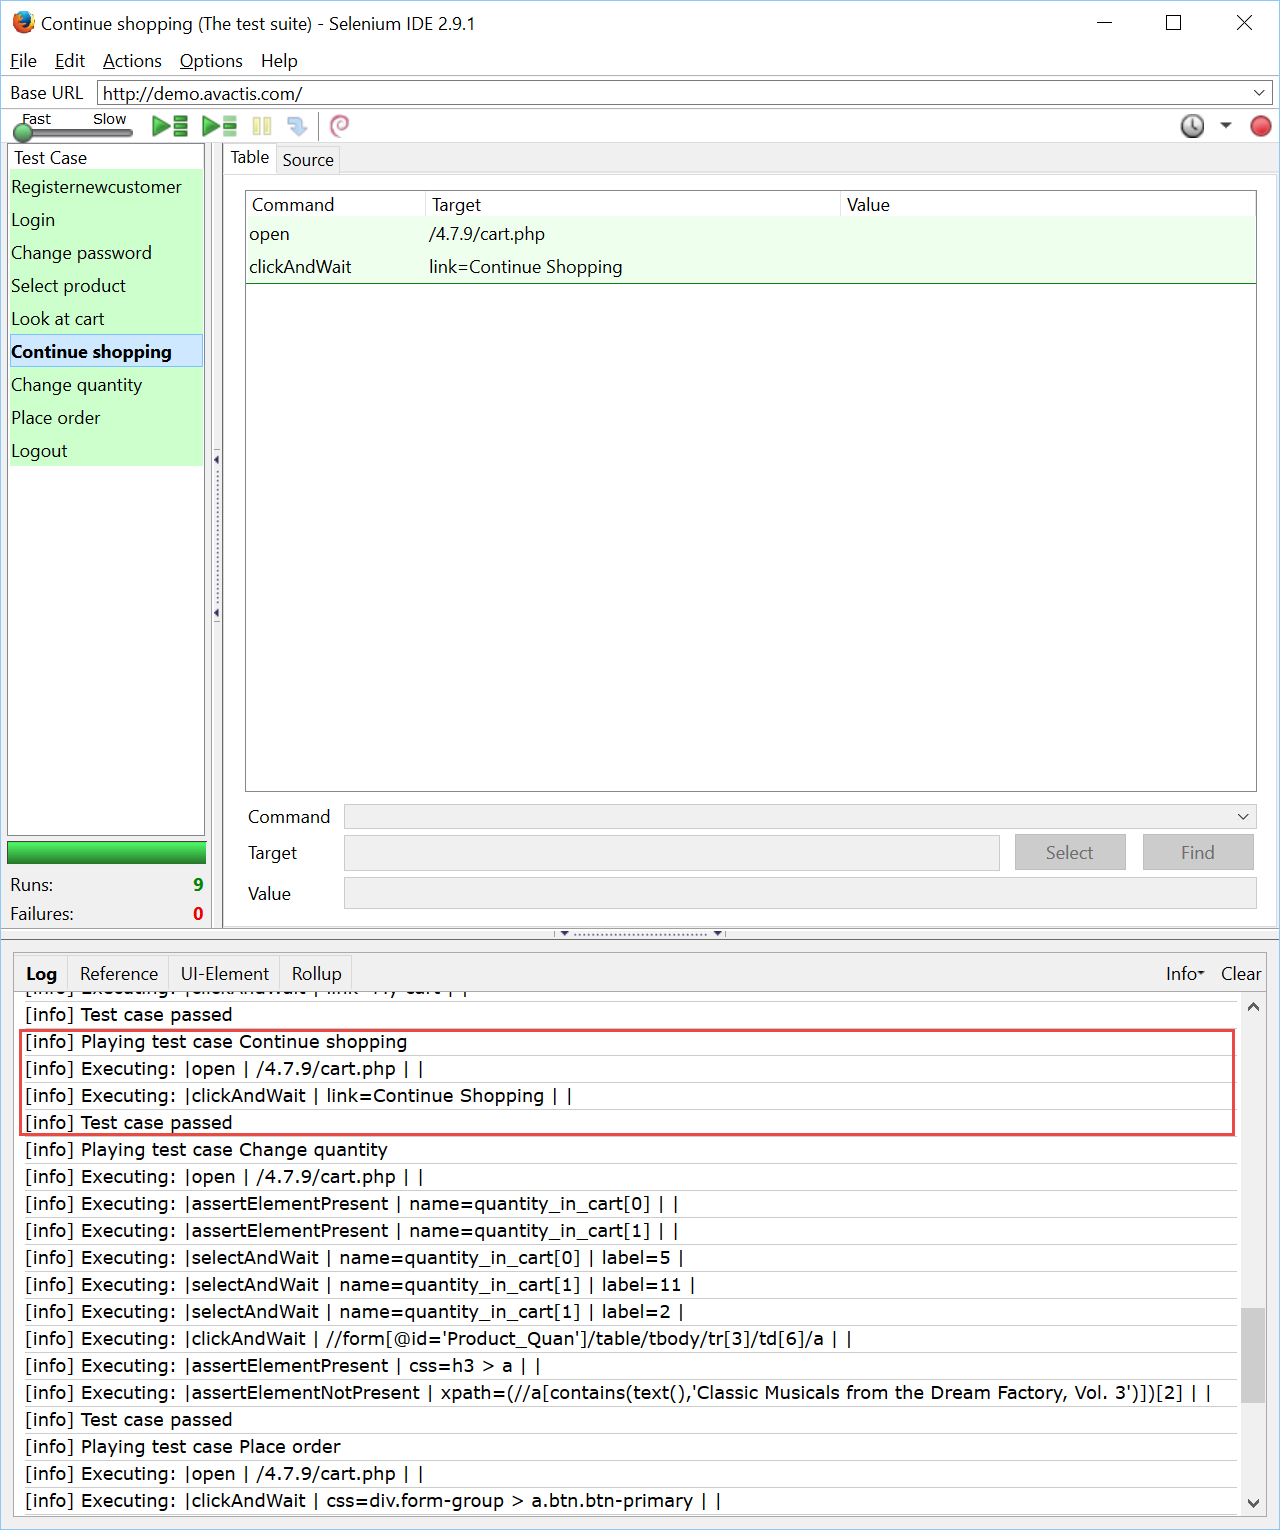 Continue shopping (The test suite) - Selenium IDE 2.9.1
File Edit Actions Options Help
Base URL http://demo.avactis.com/
Fast Slow
Test Case
Registernewcustomer
Login
Change password
Select product
Look at cart
Continue shopping
Change quantity
Place order
Logout
Runs: 9
Failures: 0
Table Source
Command Target Value
open /4.7.9/cart.php
clickAndWait link=Continue Shopping
Command
Target Select Find
Value
Log Reference UI-Element Rollup Info Clear
[info] Executing: |clickAndWait | link=My Cart | |
[info] Test case passed
[info] Playing test case Continue shopping
[info] Executing: |open | /4.7.9/cart.php | |
[info] Executing: |clickAndWait | link=Continue Shopping | |
[info] Test case passed
[info] Playing test case Change quantity
[info] Executing: |open | /4.7.9/cart.php | |
[info] Executing: |assertElementPresent | name=quantity_in_cart[0] | |
[info] Executing: |assertElementPresent | name=quantity_in_cart[1] | |
[info] Executing: |selectAndWait | name=quantity_in_cart[0] | label=5 |
[info] Executing: |selectAndWait | name=quantity_in_cart[1] | label=11 |
[info] Executing: |selectAndWait | name=quantity_in_cart[1] | label=2 |
[info] Executing: |clickAndWait | //form[@id='Product_Quan']/table/tbody/tr[3]/td[6]/a | |
[info] Executing: |assertElementPresent | css=h3 > a | |
[info] Executing: |assertElementNotPresent | xpath=(//a[contains(text(),'Classic Musicals from the Dream Factory, Vol. 3')])[2] | |
[info] Test case passed
[info] Playing test case Place order
[info] Executing: |open | /4.7.9/cart.php | |
[info] Executing: |clickAndWait | css=div.form-group > a.btn.btn-primary | |